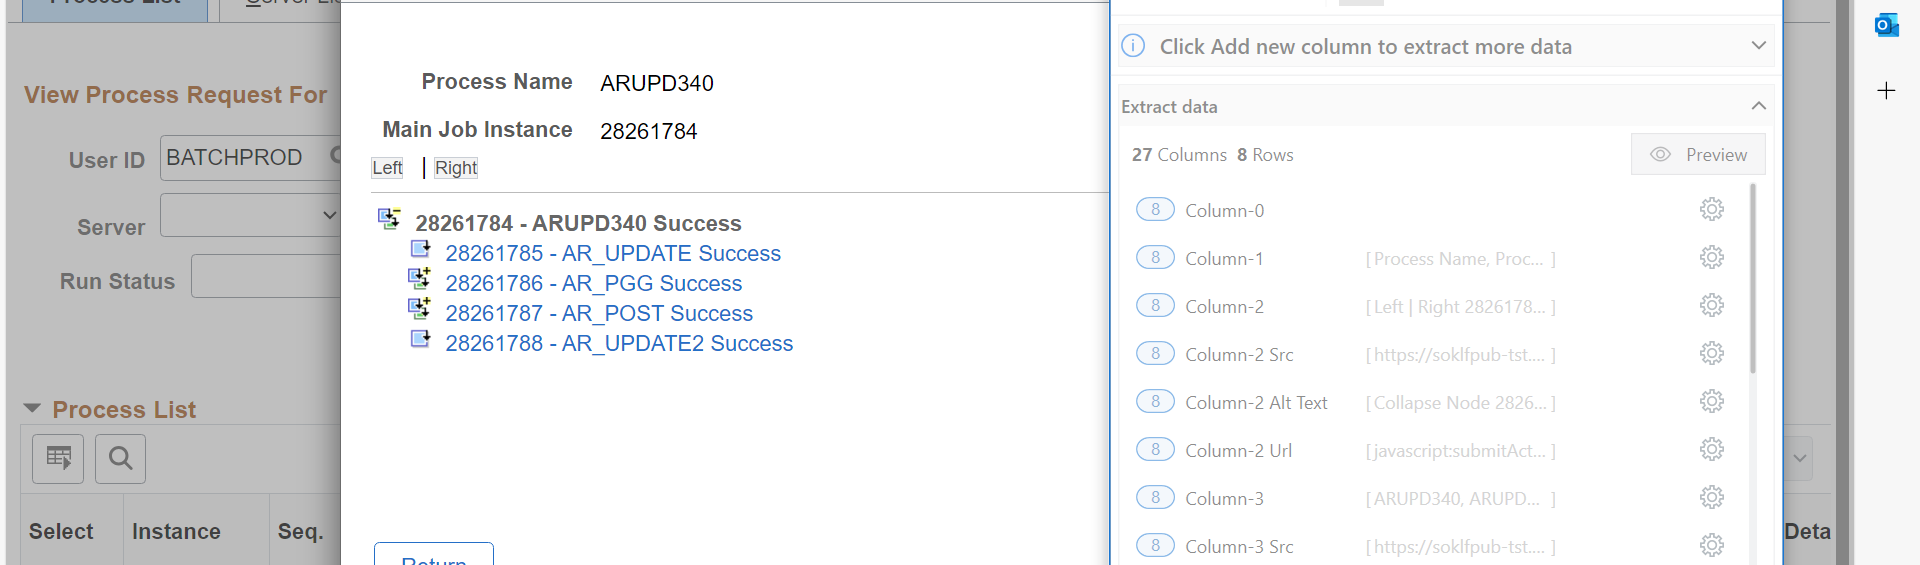 Process List
Server List
View Process Request For
User ID BATCHPROD
Server
Run Status
Process List
Select Instance Seq.
Process Name ARUPD340
Main Job Instance 28261784
Left | Right
28261784 - ARUPD340 Success
28261785 - AR_UPDATE Success
28261786 - AR_PGG Success
28261787 - AR_POST Success
28261788 - AR_UPDATE2 Success
Return
Click Add new column to extract more data
Extract data
27 Columns 8 Rows
Preview
8 Column-0
8 Column-1 [Process Name, Proc... ]
8 Column-2 [Left | Right 2826178... ]
8 Column-2 Src [https://soklfpub-tst.... ]
8 Column-2 Alt Text [Collapse Node 2826... ]
8 Column-2 Url [javascript:submitAct... ]
8 Column-3 [ARUPD340, ARUPD... ]
8 Column-3 Src [https://soklfpub-tst.... ]
Deta